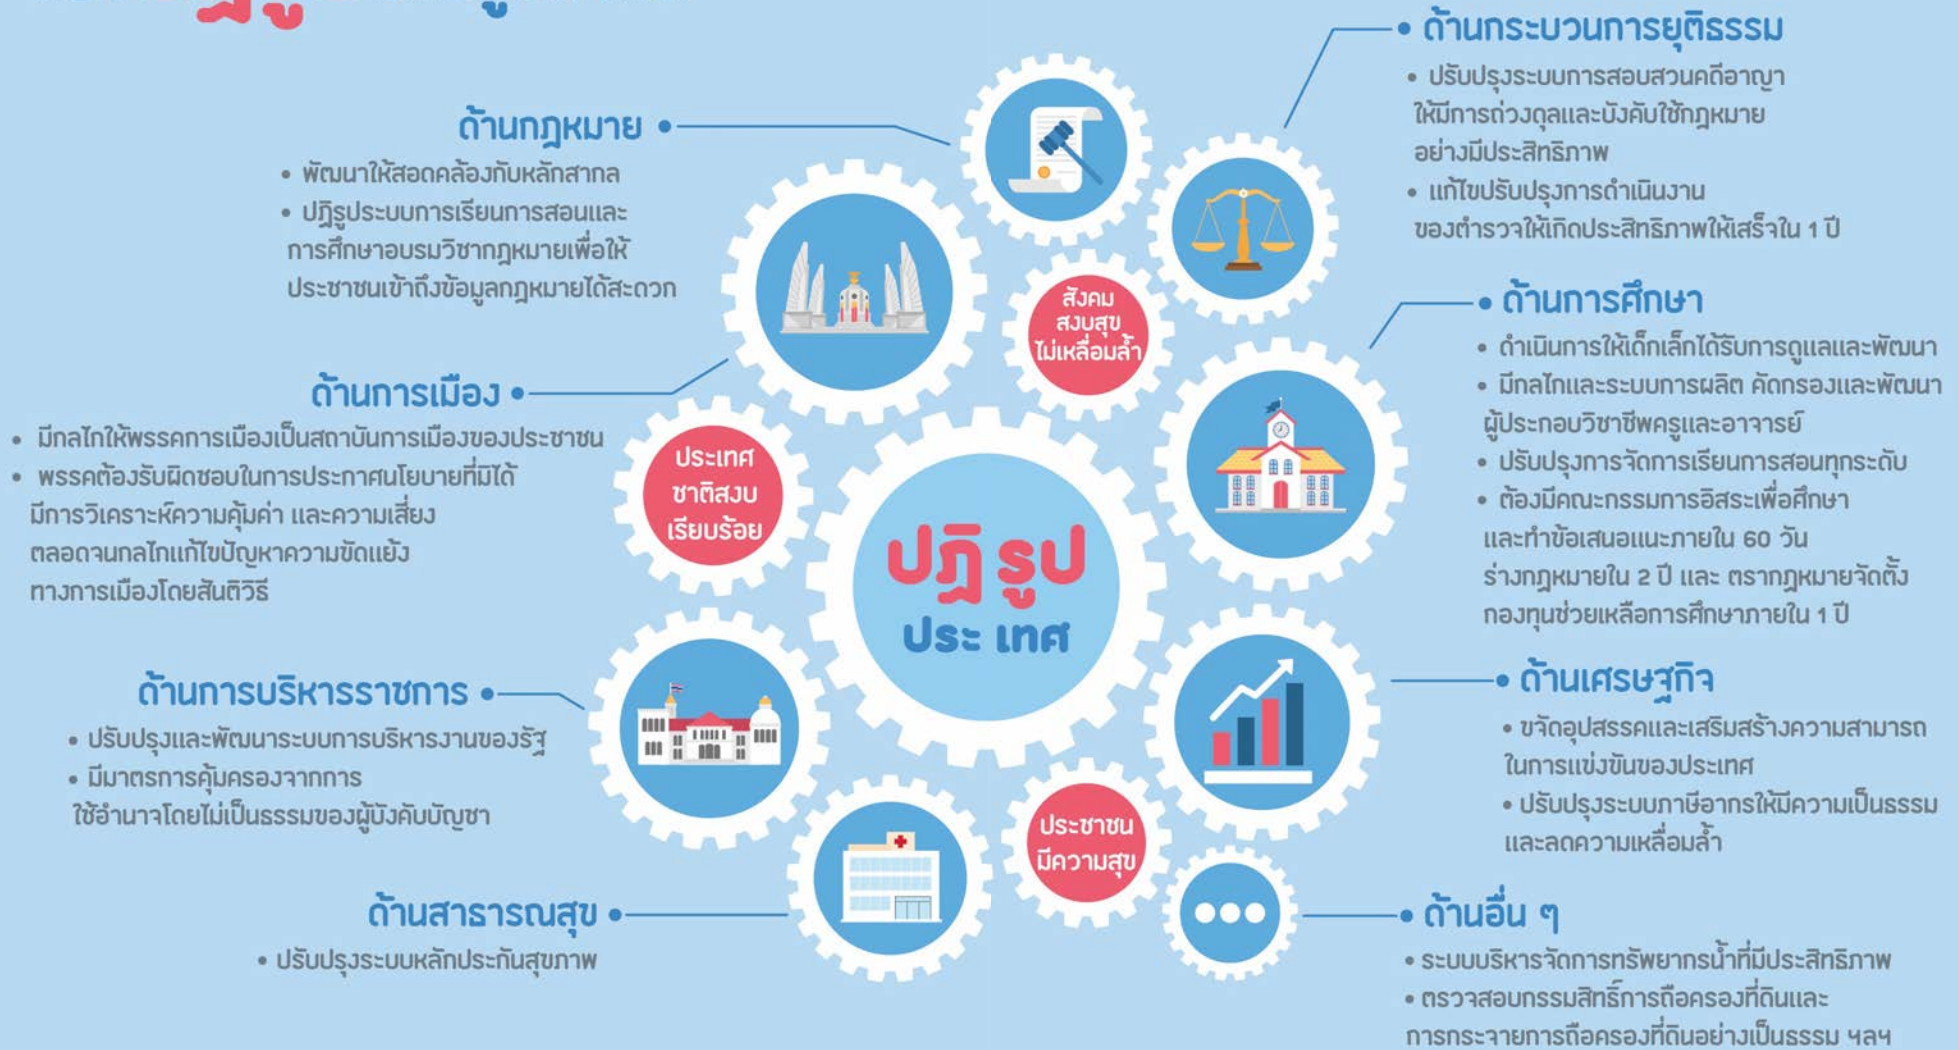 ปฏิรูป
ด้านกฎหมาย
• พัฒนาให้สอดคล้องกับหลักสากล
• ปฏิรูประบบการเรียนการสอนและ
การศึกษาอบรมวิชากฎหมายเพื่อให้
ประชาชนเข้าถึงข้อมูลกฎหมายได้สะดวก
ด้านการเมือง
• มีกลไกให้พรรคการเมืองเป็นสถาบันการเมืองของประชาชน
• พรรคต้องรับผิดชอบในการประกาศนโยบายที่มิได้
มีการวิเคราะห์ความคุ้มค่า และความเสี่ยง
ตลอดจนกลไกแก้ไขปัญหาความขัดแย้ง
ทางการเมืองโดยสันติวิธี
ด้านการบริหารราชการ
• ปรับปรุงและพัฒนาระบบการบริหารงานของรัฐ
• มีมาตรการคุ้มครองจากการ
ใช้อำนาจโดยไม่เป็นธรรมของผู้บังคับบัญชา
ด้านสาธารณสุข
• ปรับปรุงระบบหลักประกันสุขภาพ
สังคม
สงบสุข
ไม่เหลื่อมล้ำ
ประเทศ
ชาติสงบ
เรียบร้อย
ปฏิ รูป
ประ เทศ
ประชาชน
มีความสุข
ด้านกระบวนการยุติธรรม
• ปรับปรุงระบบการสอบสวนคดีอาญา
ให้มีการถ่วงดุลและบังคับใช้กฎหมาย
อย่างมีประสิทธิภาพ
• แก้ไขปรับปรุงการดำเนินงาน
ของตำรวจให้เกิดประสิทธิภาพให้เสร็จใน 1 ปี
ด้านการศึกษา
• ดำเนินการให้เด็กเล็กได้รับการดูแลและพัฒนา
• มีกลไกและระบบการผลิต คัดกรองและพัฒนา
ผู้ประกอบวิชาชีพครูและอาจารย์
• ปรับปรุงการจัดการเรียนการสอนทุกระดับ
• ต้องมีคณะกรรมการอิสระเพื่อศึกษา
และทำข้อเสนอแนะภายใน 60 วัน
ร่างกฎหมายใน 2 ปี และ ตรากฎหมายจัดตั้ง
กองทุนช่วยเหลือการศึกษาภายใน 1 ปี
ด้านเศรษฐกิจ
• ขจัดอุปสรรคและเสริมสร้างความสามารถ
ในการแข่งขันของประเทศ
• ปรับปรุงระบบภาษีอากรให้มีความเป็นธรรม
และลดความเหลื่อมล้ำ
ด้านอื่น ๆ
• ระบบบริหารจัดการทรัพยากรน้ำที่มีประสิทธิภาพ
• ตรวจสอบกรรมสิทธิ์การถือครองที่ดินและ
การกระจายการถือครองที่ดินอย่างเป็นธรรม ฯลฯ